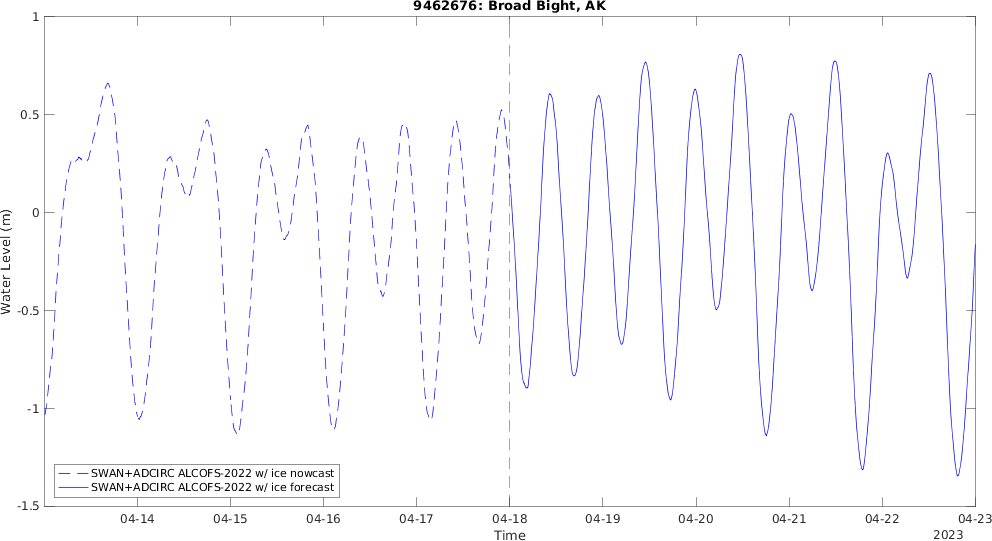 9462676: Broad Bight, AK
Water Level (m)
1
0.5
0
-0.5
-1
-1.5
SWAN+ADCIRC ALCOFS-2022 w/ ice nowcast
SWAN+ADCIRC ALCOFS-2022 w/ ice forecast
04-14 04-15 04-16 04-17 04-18 04-19 04-20 04-21 04-22 04-23
Time
2023